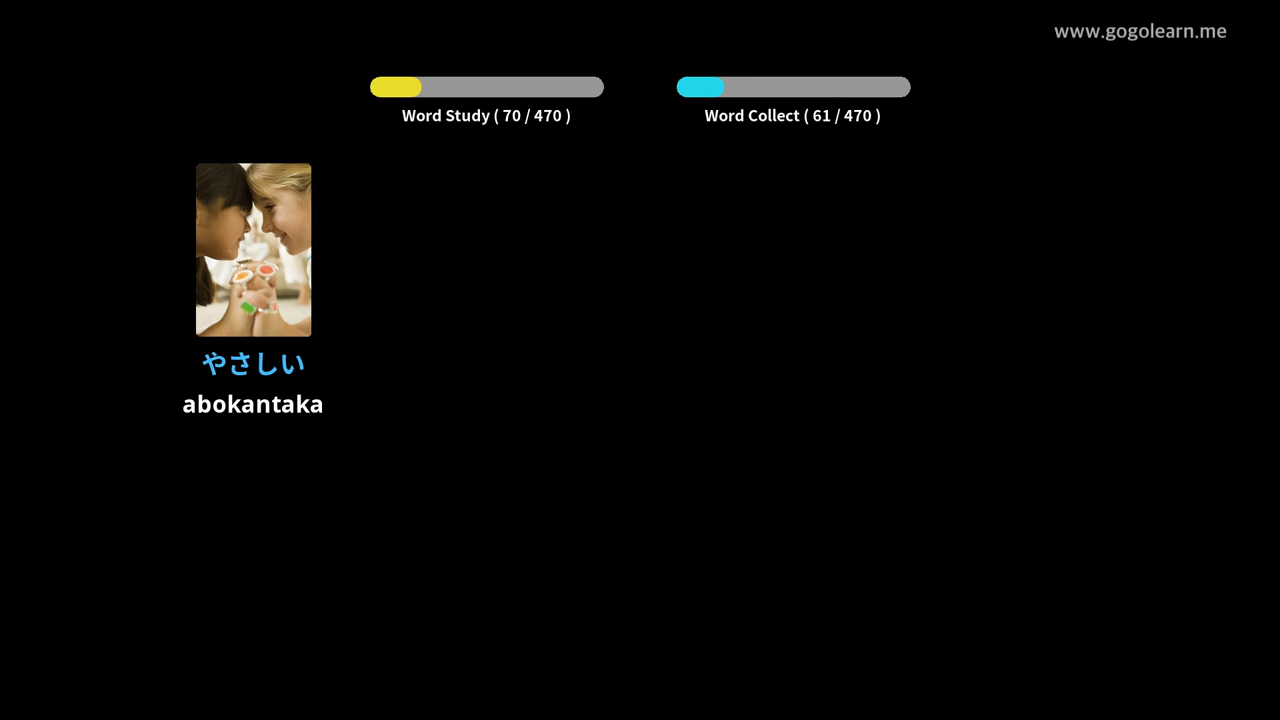 www.gogolearn.me
Word Study ( 70 / 470 )
Word Collect ( 61 / 470 )
やさしい
abokantaka